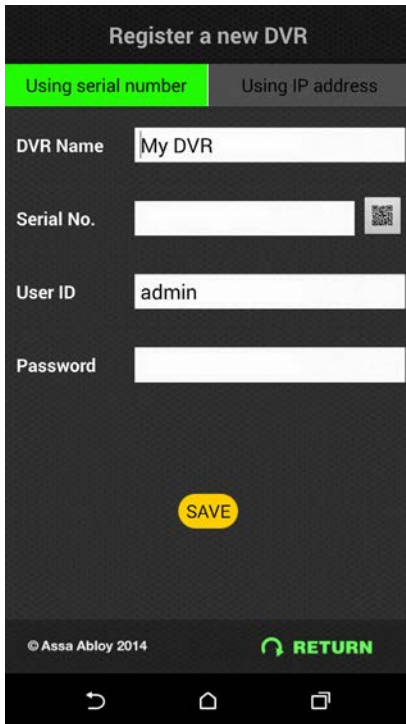 Register a new DVR
Using serial number Using IP address
DVR Name My DVR
Serial No.
User ID admin
Password
SAVE
© Assa Abloy 2014 RETURN